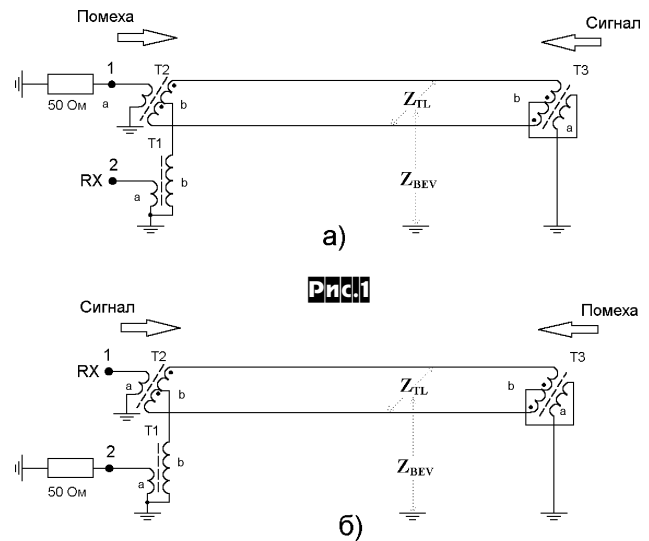 Помеха
Сигнал
1
T2
T3
50 Ом
a
b
Z_TL
b
a
T1
2
RX
a
b
Z_BEV
а)
Рис.1
Сигнал
Помеха
1
T2
T3
RX
a
b
Z_TL
b
a
T1
2
50 Ом
a
b
Z_BEV
б)